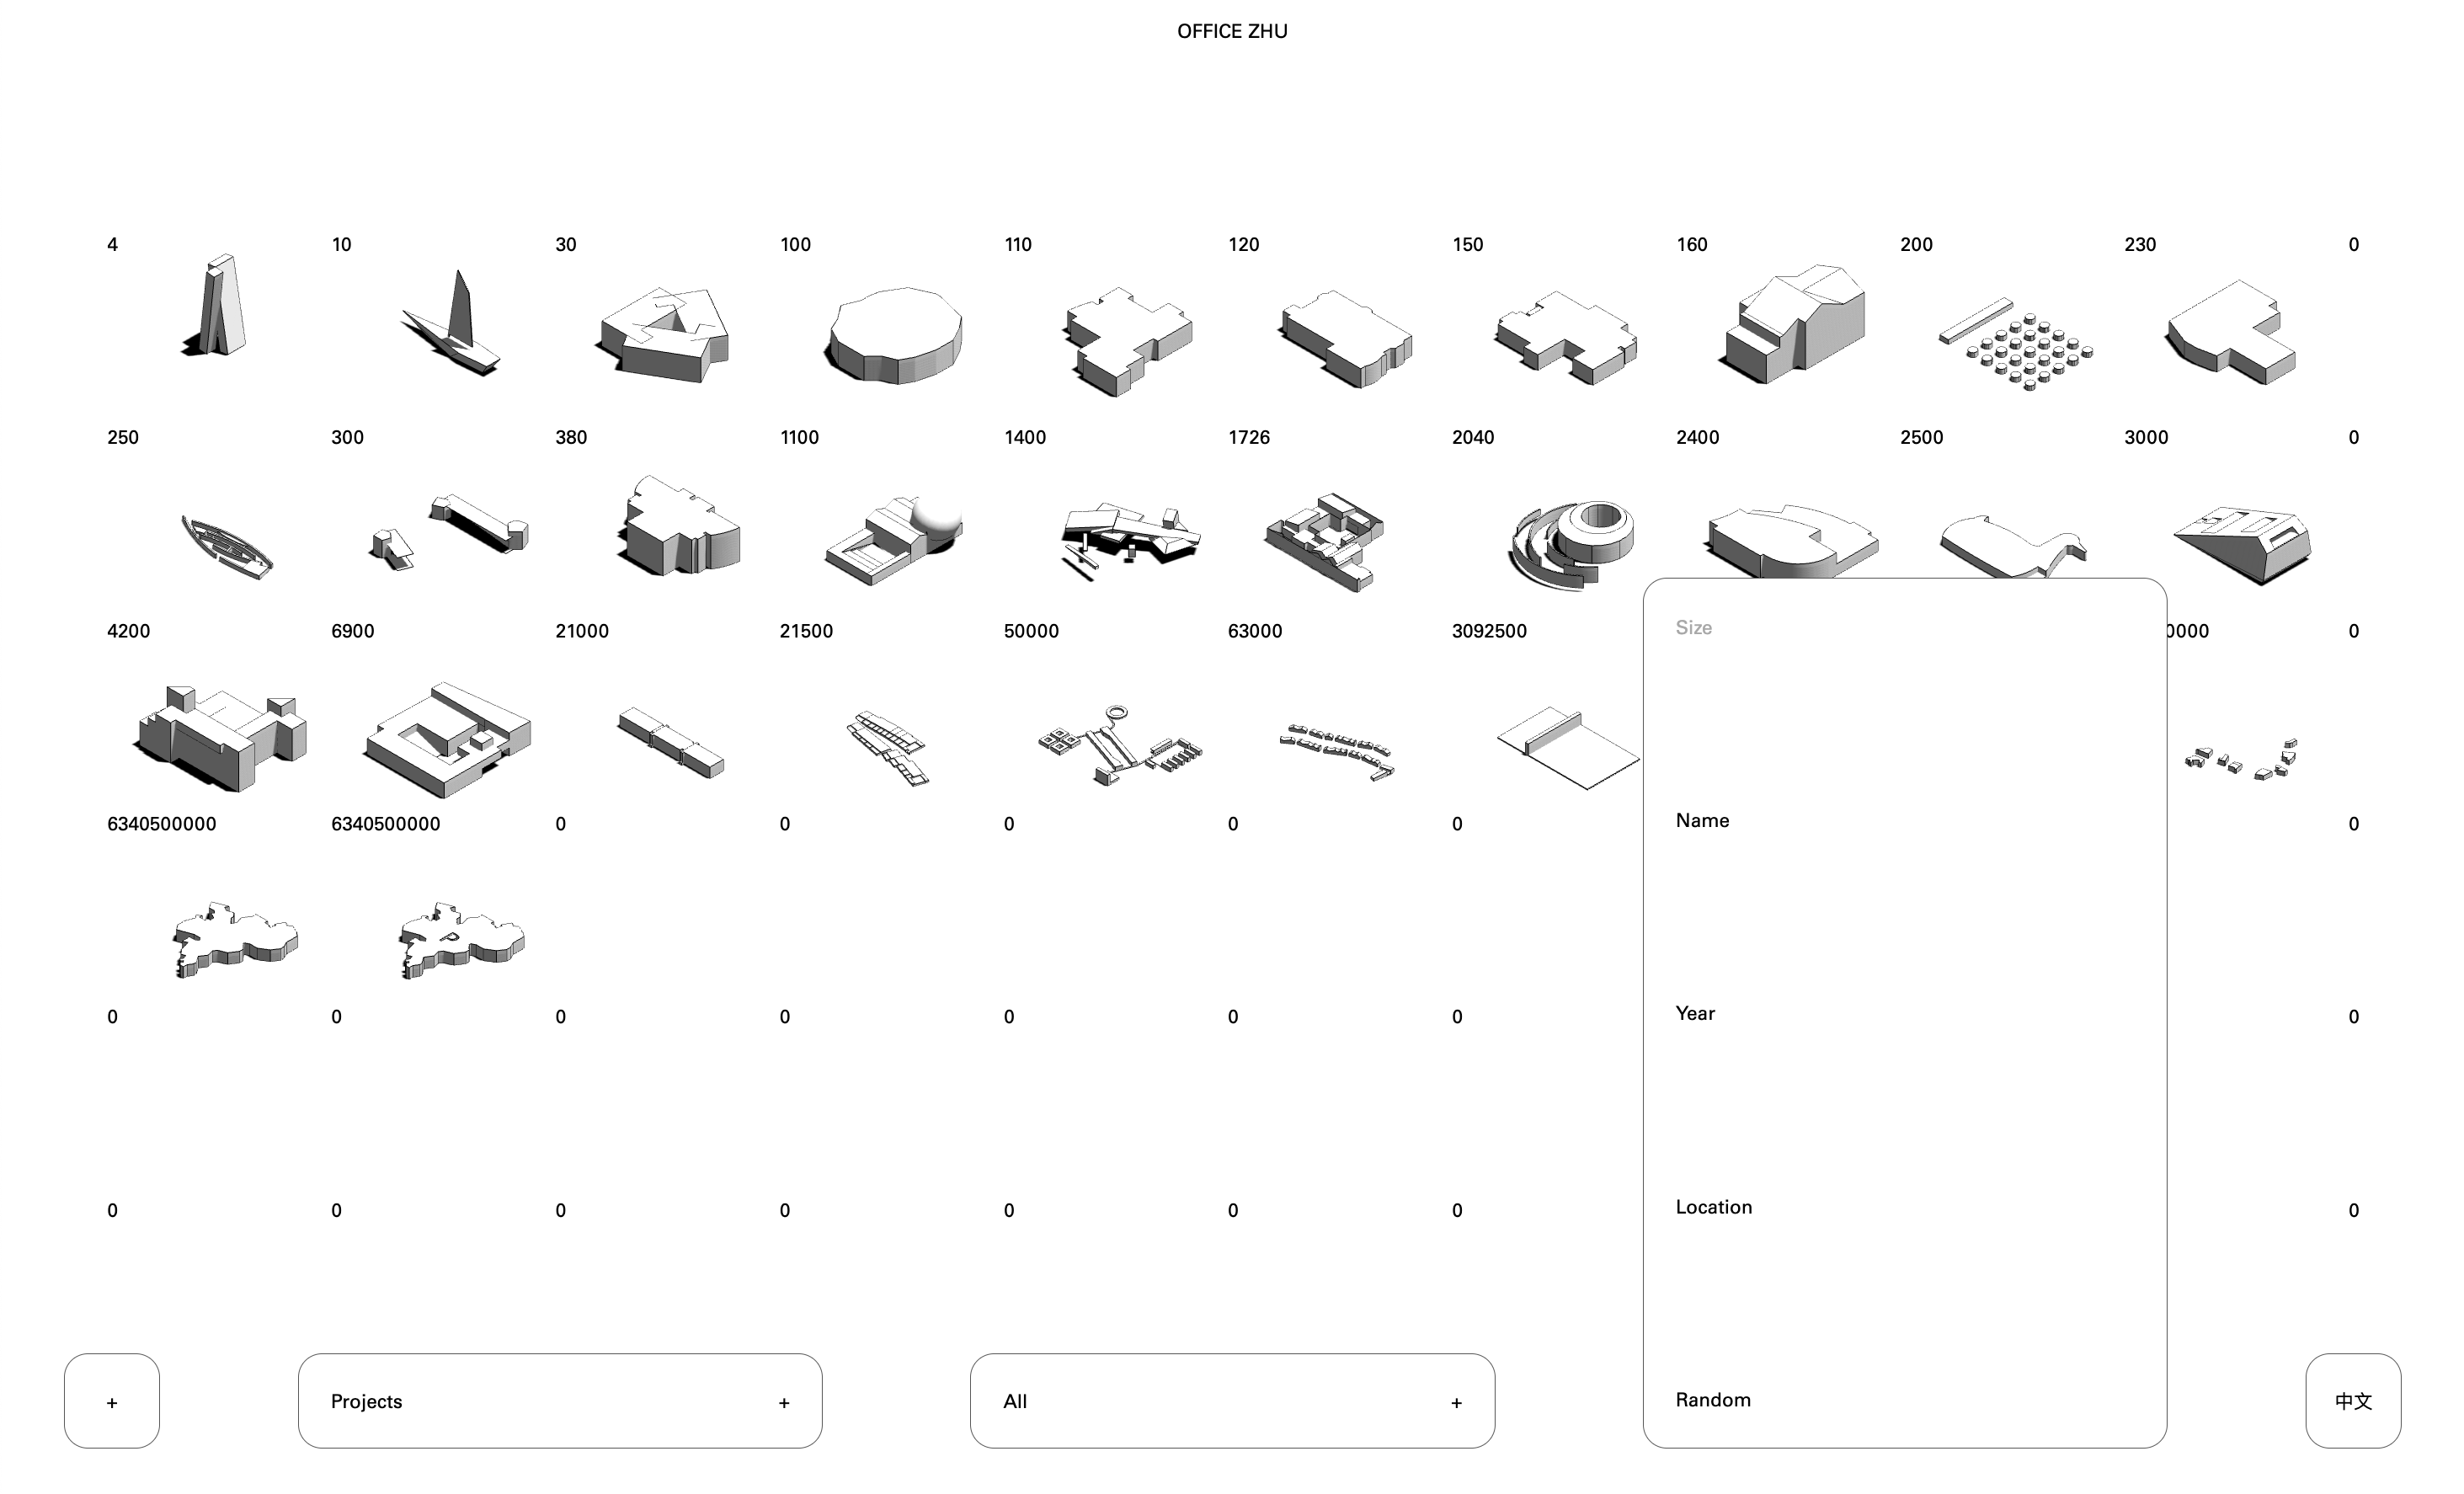 OFFICE ZHU
4 10 30 100 110 120 150 160 200 230 0
250 300 380 1100 1400 1726 2040 2400 2500 3000 0
4200 6900 21000 21500 50000 63000 3092500 0000 0
Size
6340500000 6340500000 0 0 0 0 0 0
Name
0 0 0 0 0 0 0 0
Year
0 0 0 0 0 0 0 0
Location
+ Projects + All + Random 中文